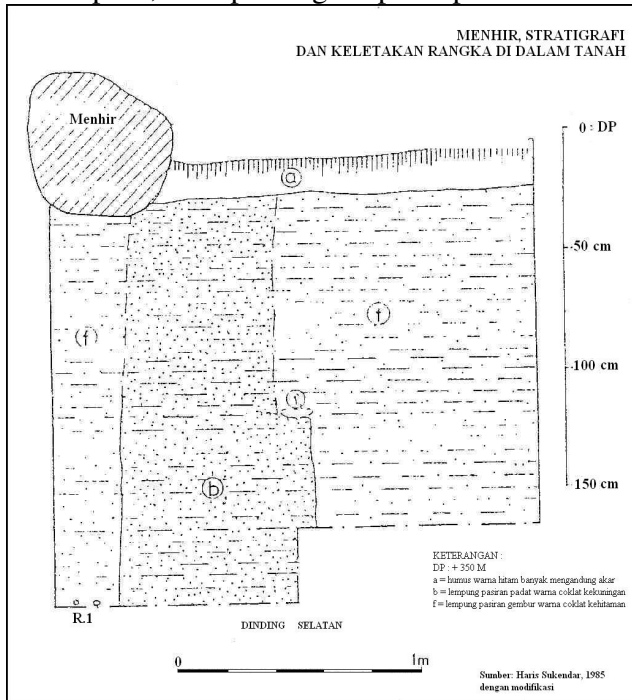 MENHIR, STRATIGRAFI
DAN KELETAKAN RANGKA DI DALAM TANAH
Menhir
0 : DP
a
50 cm
f
f
100 cm
b
150 cm
KETERANGAN :
DP : + 350 M
a = humus warna hitam banyak mengandung akar
b = lempung pasiran padat warna coklat kekuningan
f = lempung pasiran gembur warna coklat kehitaman
R.1
DINDING SELATAN
0
1m
Sumber: Haris Sukendar, 1985
dengan modifikasi